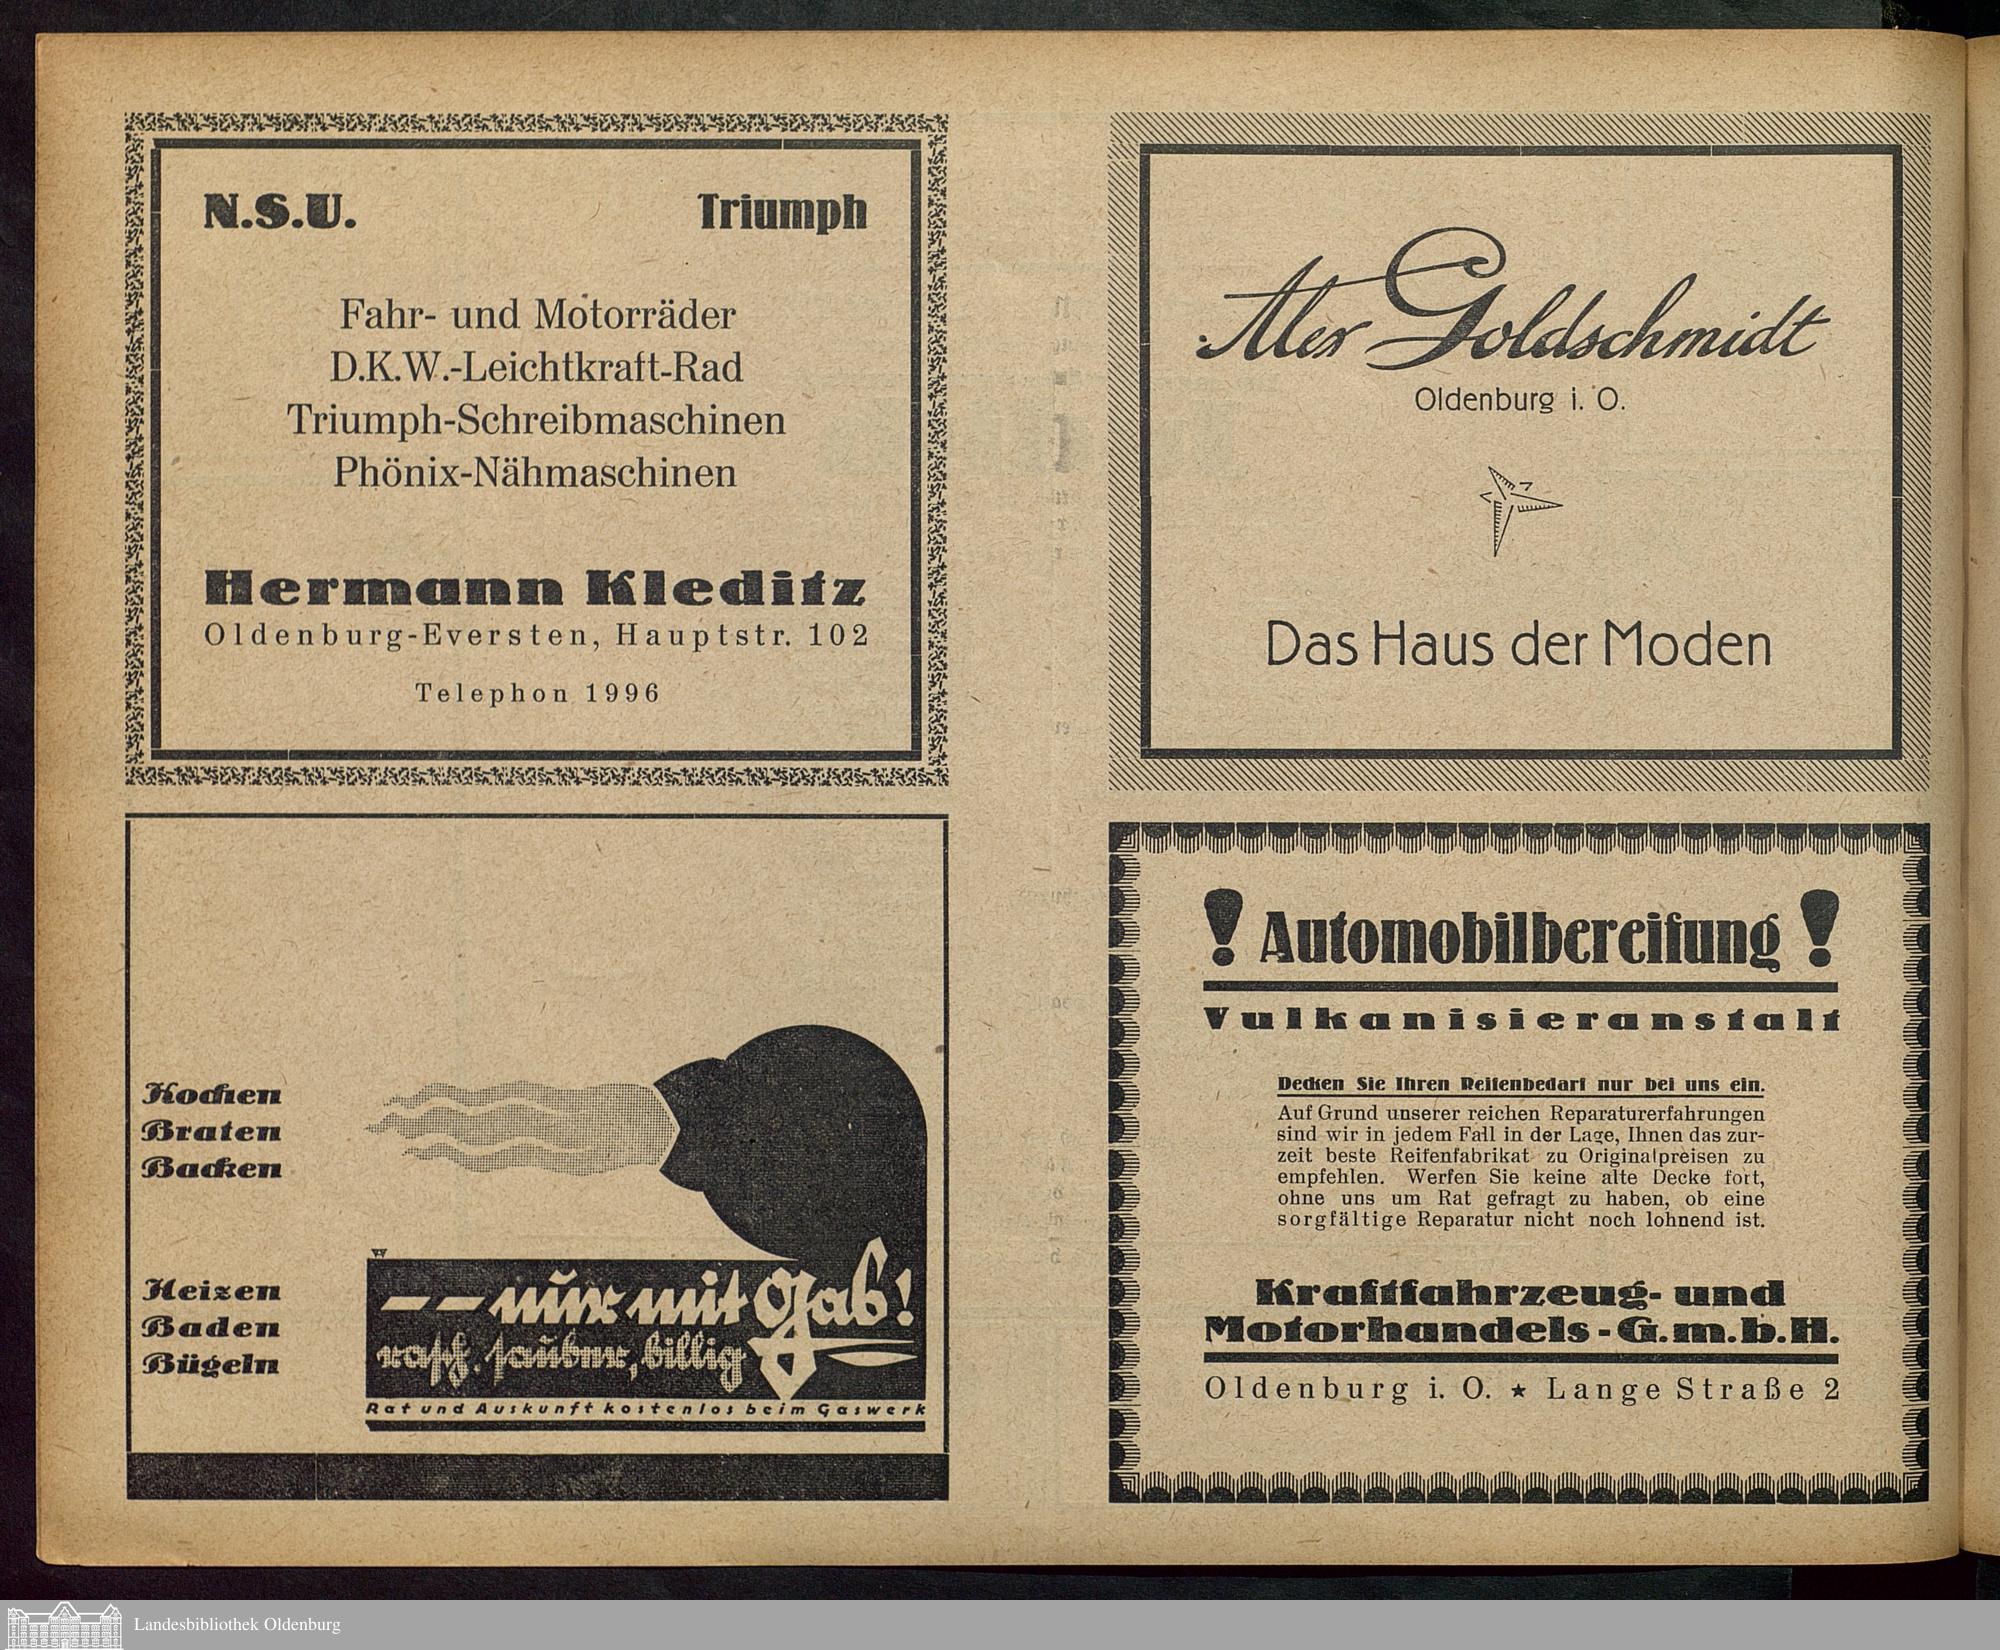 N.S.U. Triumph
Fahr- und Motorräder
D.K.W.-Leichtkraft-Rad
Triumph-Schreibmaschinen
Phönix-Nähmaschinen
Hermann Kleditz
Oldenburg-Eversten, Hauptstr. 102
Telephon 1996
Alex Goldschmidt
Oldenburg i. O.
Das Haus der Moden
Kochen
Braten
Backen
Heizen
Baden
Bügeln
-- nur mit Gas!
rasch, sauber, billig
Rat und Auskunft kostenlos beim Gaswerk
! Automobilbereifung !
Vulkanisieranstalt
Decken Sie Ihren Reifenbedarf nur bei uns ein.
Auf Grund unserer reichen Reparaturerfahrungen
sind wir in jedem Fall in der Lage, Ihnen das zur-
zeit beste Reifenfabrikat zu Originalpreisen zu
empfehlen. Werfen Sie keine alte Decke fort,
ohne uns um Rat gefragt zu haben, ob eine
sorgfältige Reparatur nicht noch lohnend ist.
Kraftfahrzeug- und
Motorhandels-G.m.b.H.
Oldenburg i. O. ★ Lange Straße 2
Landesbibliothek Oldenburg